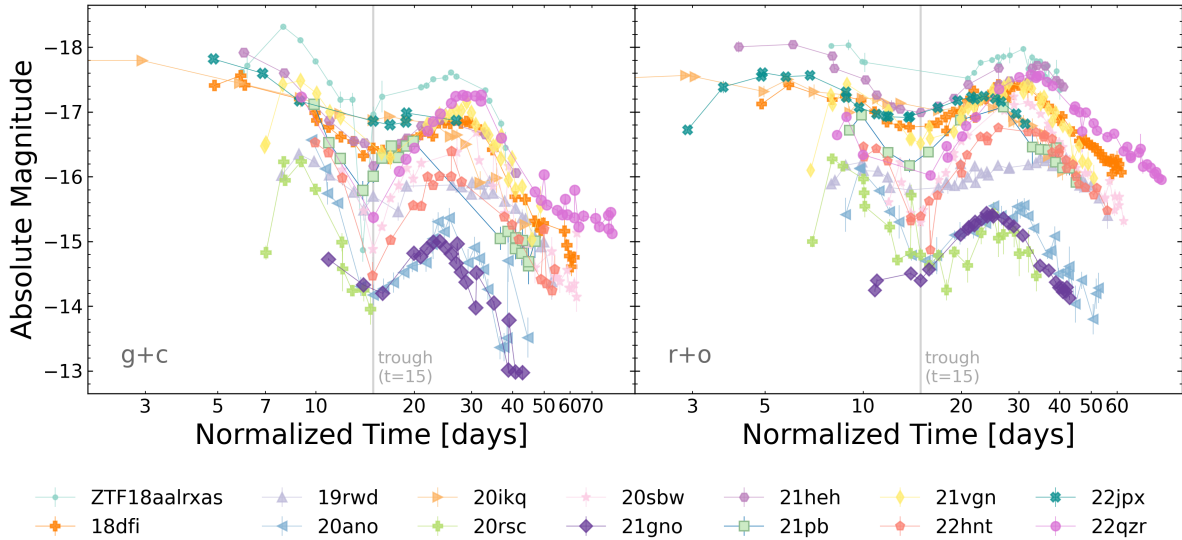 Absolute Magnitude
−18
−17
−16
−15
−14
−13
g+c
trough
(t=15)
r+o
trough
(t=15)
3 5 7 10 20 30 40 50 60 70
3 5 10 20 30 40 50 60
Normalized Time [days]
Normalized Time [days]
ZTF18aalrxas 19rwd 20ikq 20sbw 21heh 21vgn 22jpx
18dfi 20ano 20rsc 21gno 21pb 22hnt 22qzr